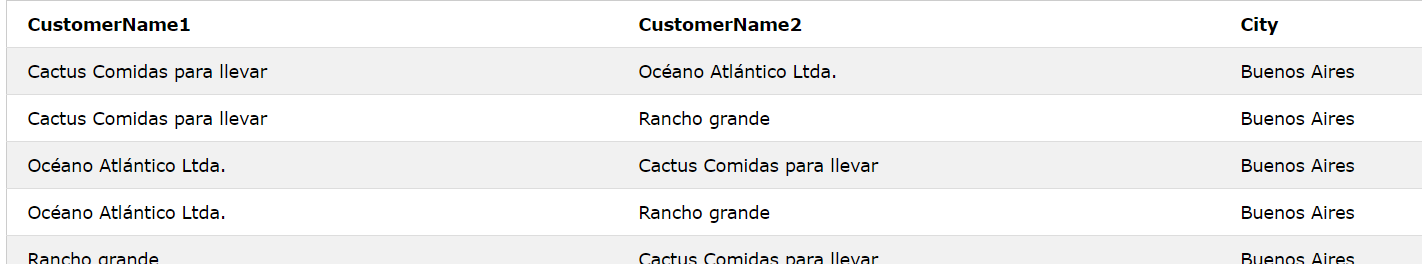 CustomerName1 CustomerName2 City
Cactus Comidas para llevar Océano Atlántico Ltda. Buenos Aires
Cactus Comidas para llevar Rancho grande Buenos Aires
Océano Atlántico Ltda. Cactus Comidas para llevar Buenos Aires
Océano Atlántico Ltda. Rancho grande Buenos Aires
Rancho grande Cactus Comidas para llevar Buenos Aires